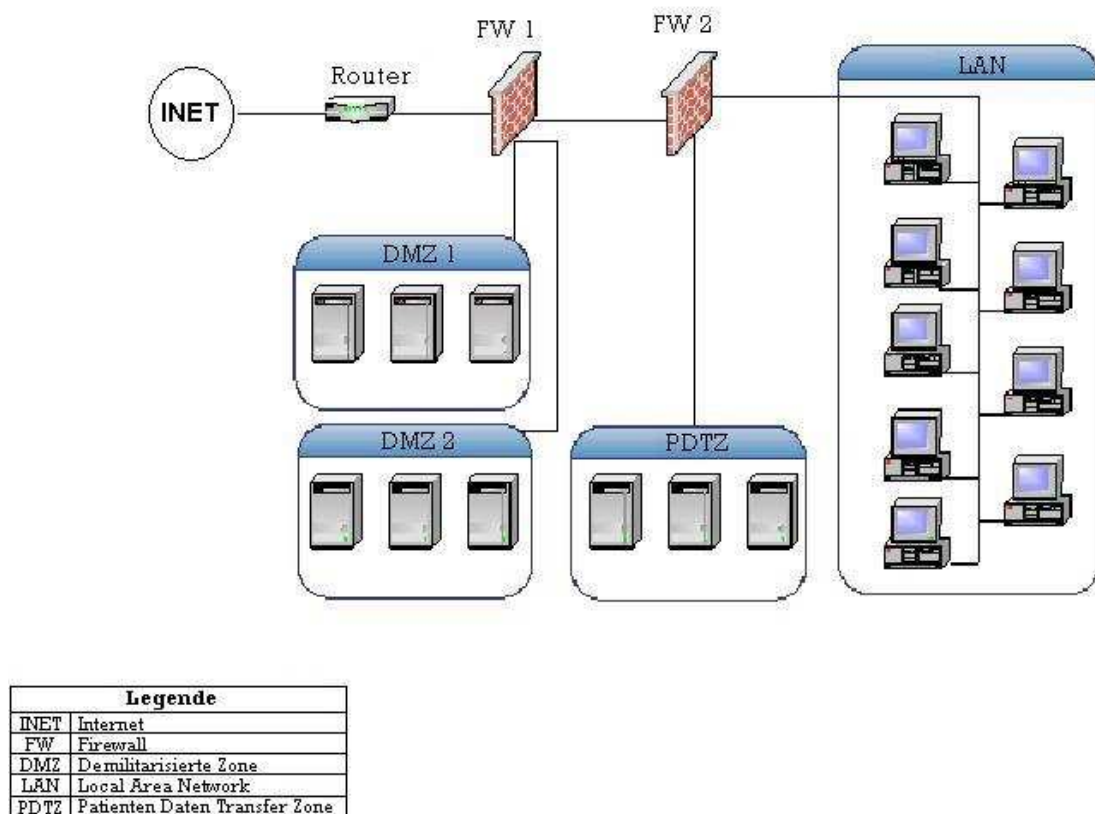 FW 1
FW 2
Router
INET
LAN
DMZ 1
DMZ 2
PDTZ
Legende
INET Internet
FW Firewall
DMZ Demilitarisierte Zone
LAN Local Area Network
PDTZ Patienten Daten Transfer Zone